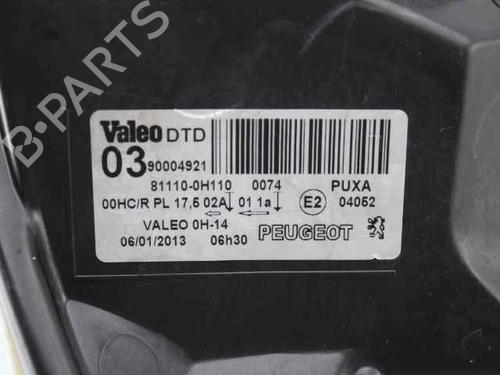 B-PARTS
Valeo DTD
03 90004921
81110-0H110 0074 PUXA
00HC/R PL 17,5 02A 01 1a E2 04052
VALEO 0H-14
06/01/2013 06h30 PEUGEOT